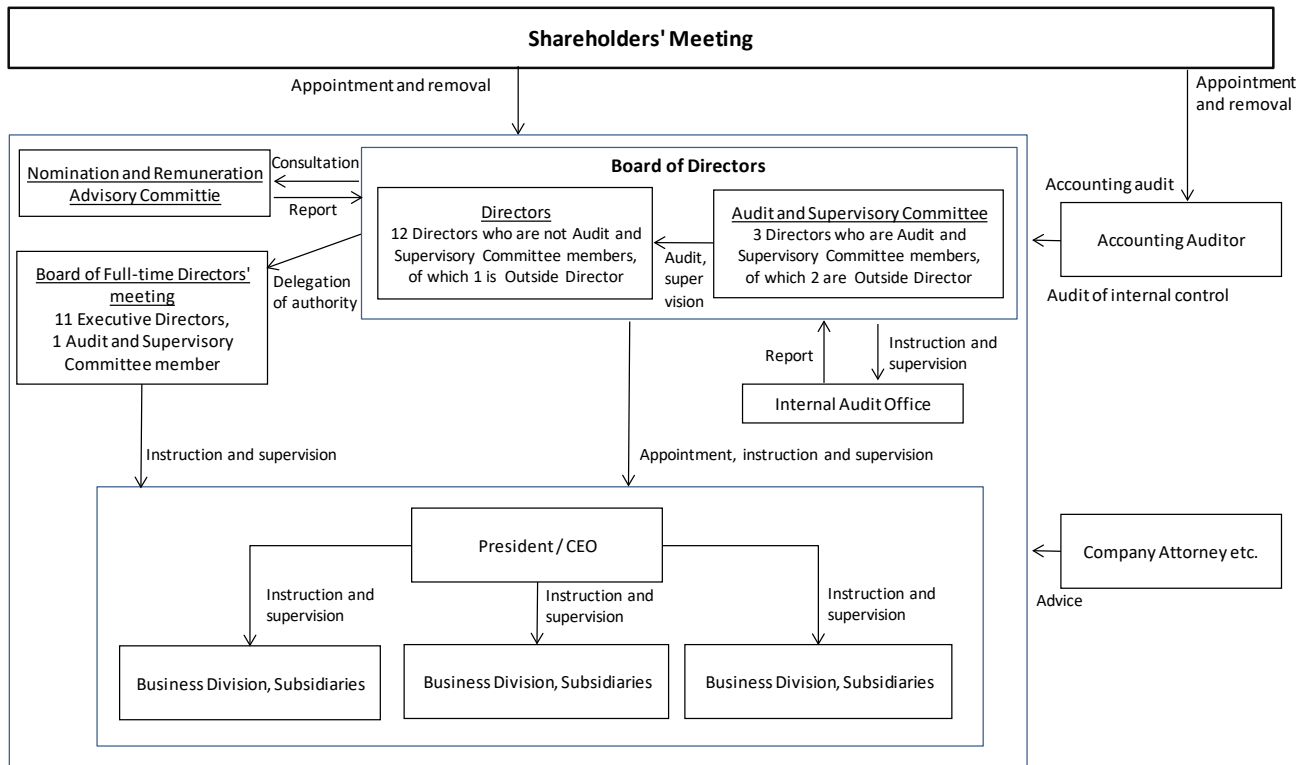 Shareholders' Meeting
Appointment and removal
Appointment
and removal
Nomination and Remuneration
Advisory Committie
Consultation
Report
Board of Directors
Directors
12 Directors who are not Audit and
Supervisory Committee members,
of which 1 is Outside Director
Audit,
super
vision
Audit and Supervisory Committee
3 Directors who are Audit and
Supervisory Committee members,
of which 2 are Outside Director
Accounting audit
Accounting Auditor
Audit of internal control
Board of Full-time Directors'
meeting
11 Executive Directors,
1 Audit and Supervisory
Committee member
Delegation
of authority
Report
Instruction and
supervision
Internal Audit Office
Instruction and supervision
Appointment, instruction and supervision
President / CEO
Company Attorney etc.
Advice
Instruction and
supervision
Instruction and
supervision
Instruction and
supervision
Business Division, Subsidiaries
Business Division, Subsidiaries
Business Division, Subsidiaries